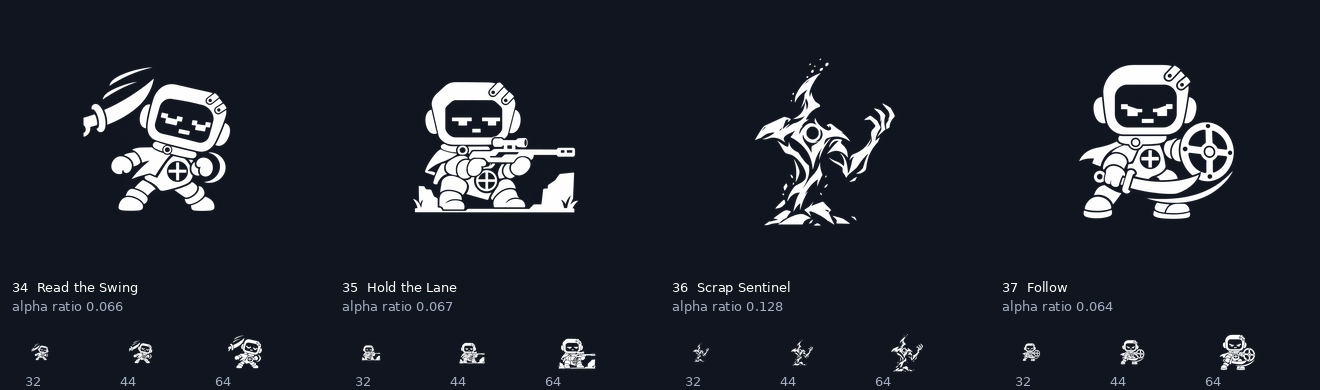 34 Read the Swing
alpha ratio 0.066
32 44 64
35 Hold the Lane
alpha ratio 0.067
32 44 64
36 Scrap Sentinel
alpha ratio 0.128
32 44 64
37 Follow
alpha ratio 0.064
32 44 64